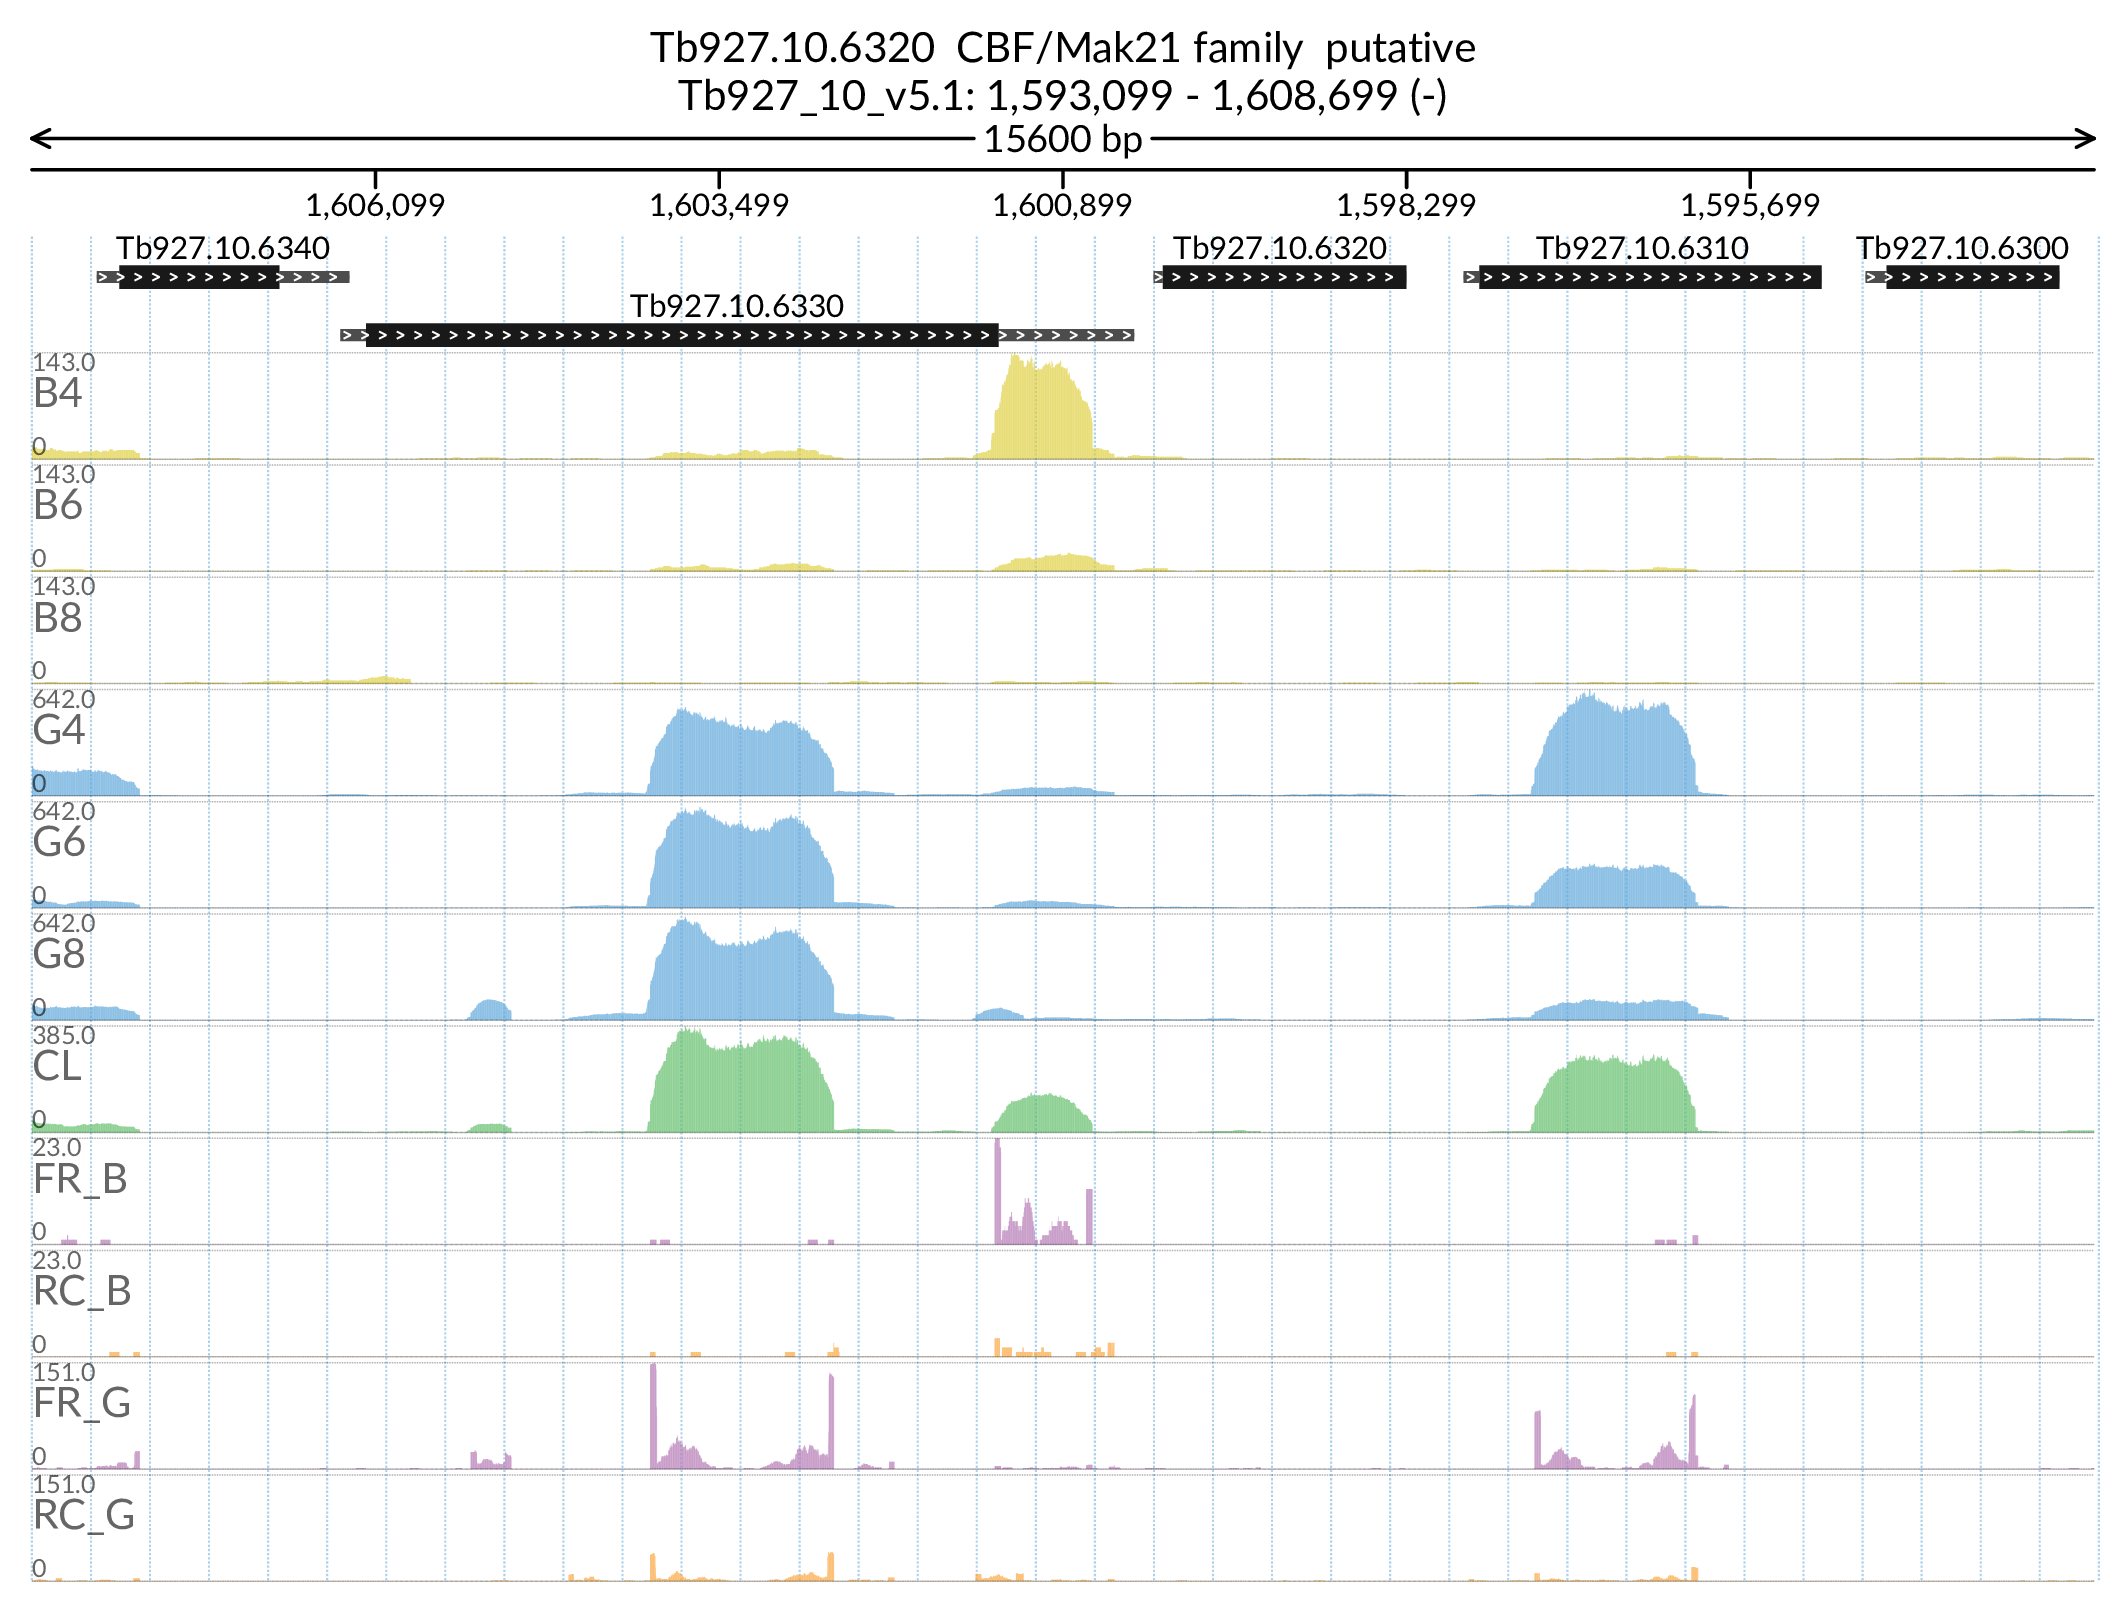 Tb927.10.6320 CBF/Mak21 family putative
Tb927_10_v5.1: 1,593,099 - 1,608,699 (-)
15600 bp
1,606,099 1,603,499 1,600,899 1,598,299 1,595,699
Tb927.10.6340 Tb927.10.6320 Tb927.10.6310 Tb927.10.6300
Tb927.10.6330
143.0
B4
0
143.0
B6
0
143.0
B8
0
642.0
G4
0
642.0
G6
0
642.0
G8
0
385.0
CL
0
23.0
FR_B
0
23.0
RC_B
0
151.0
FR_G
0
151.0
RC_G
0